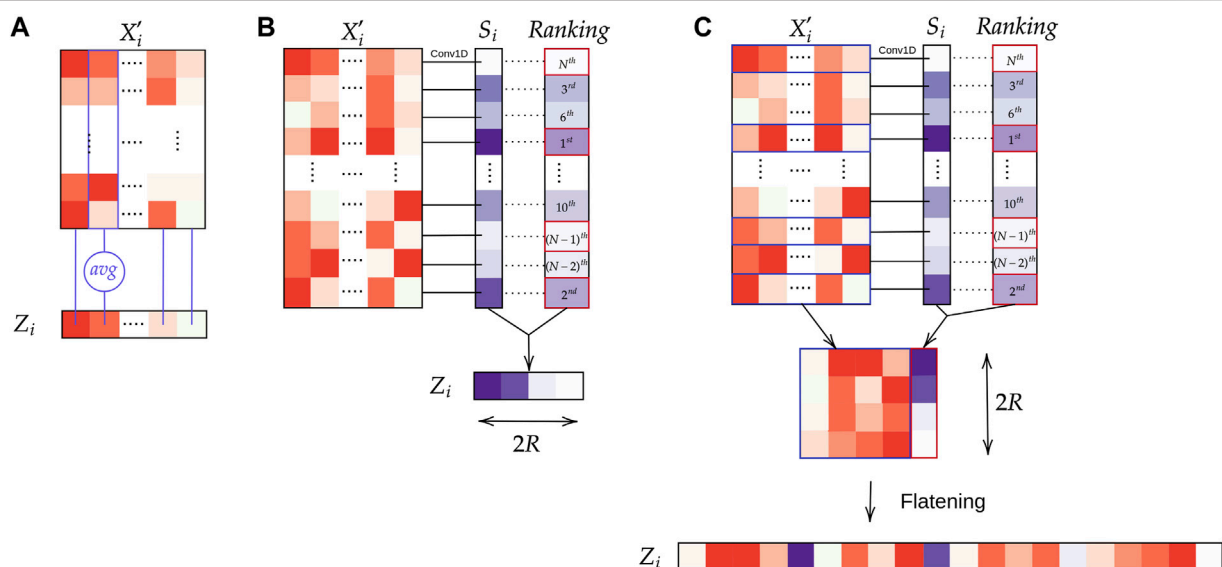 A
X′ᵢ
....
....
....
....
....
....
avg
Zᵢ
....
B
X′ᵢ
Sᵢ
Ranking
Conv1D
Nᵗʰ
3ʳᵈ
6ᵗʰ
1ˢᵗ
10ᵗʰ
(N − 1)ᵗʰ
(N − 2)ᵗʰ
2ⁿᵈ
Zᵢ
2R
C
X′ᵢ
Sᵢ
Ranking
Conv1D
Nᵗʰ
3ʳᵈ
6ᵗʰ
1ˢᵗ
10ᵗʰ
(N − 1)ᵗʰ
(N − 2)ᵗʰ
2ⁿᵈ
2R
Flatening
Zᵢ